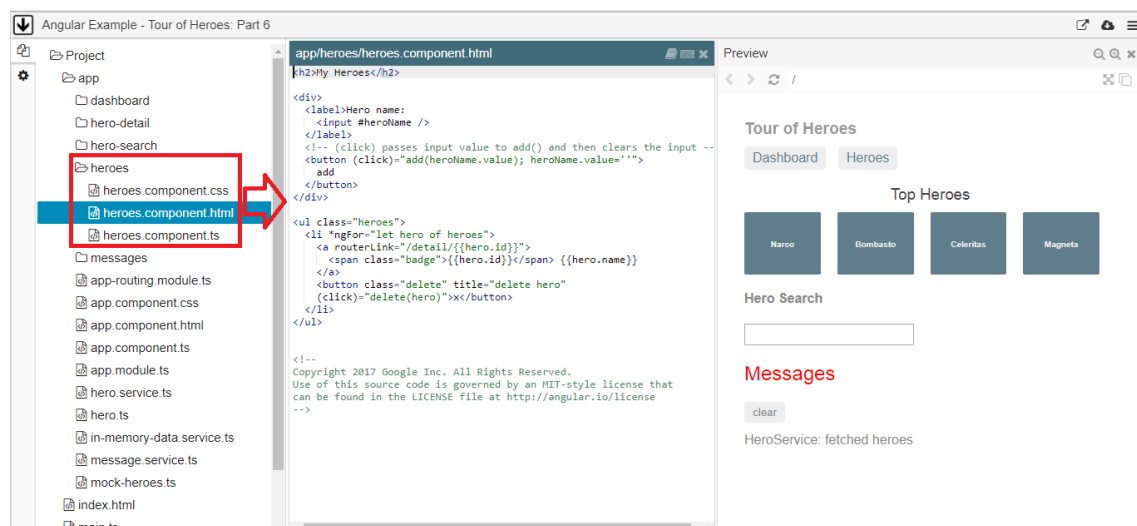 Angular Example - Tour of Heroes: Part 6
Project
app
dashboard
hero-detail
hero-search
heroes
heroes.component.css
heroes.component.html
heroes.component.ts
messages
app-routing.module.ts
app.component.css
app.component.html
app.component.ts
app.module.ts
hero.service.ts
hero.ts
in-memory-data.service.ts
message.service.ts
mock-heroes.ts
index.html
main.ts
app/heroes/heroes.component.html
<h2>My Heroes</h2>
<div>
<label>Hero name:
<input #heroName />
</label>
<!-- (click) passes input value to add() and then clears the input --
<button (click)="add(heroName.value); heroName.value=''">
add
</button>
</div>
<ul class="heroes">
<li *ngFor="let hero of heroes">
<a routerLink="/detail/{{hero.id}}">
<span class="badge">{{hero.id}}</span> {{hero.name}}
</a>
<button class="delete" title="delete hero"
(click)="delete(hero)">x</button>
</li>
</ul>
<!--
Copyright 2017 Google Inc. All Rights Reserved.
Use of this source code is governed by an MIT-style license that
can be found in the LICENSE file at http://angular.io/license
-->
Preview
/
Tour of Heroes
Dashboard Heroes
Top Heroes
Narco Bombasto Celeritas Magneta
Hero Search
Messages
clear
HeroService: fetched heroes